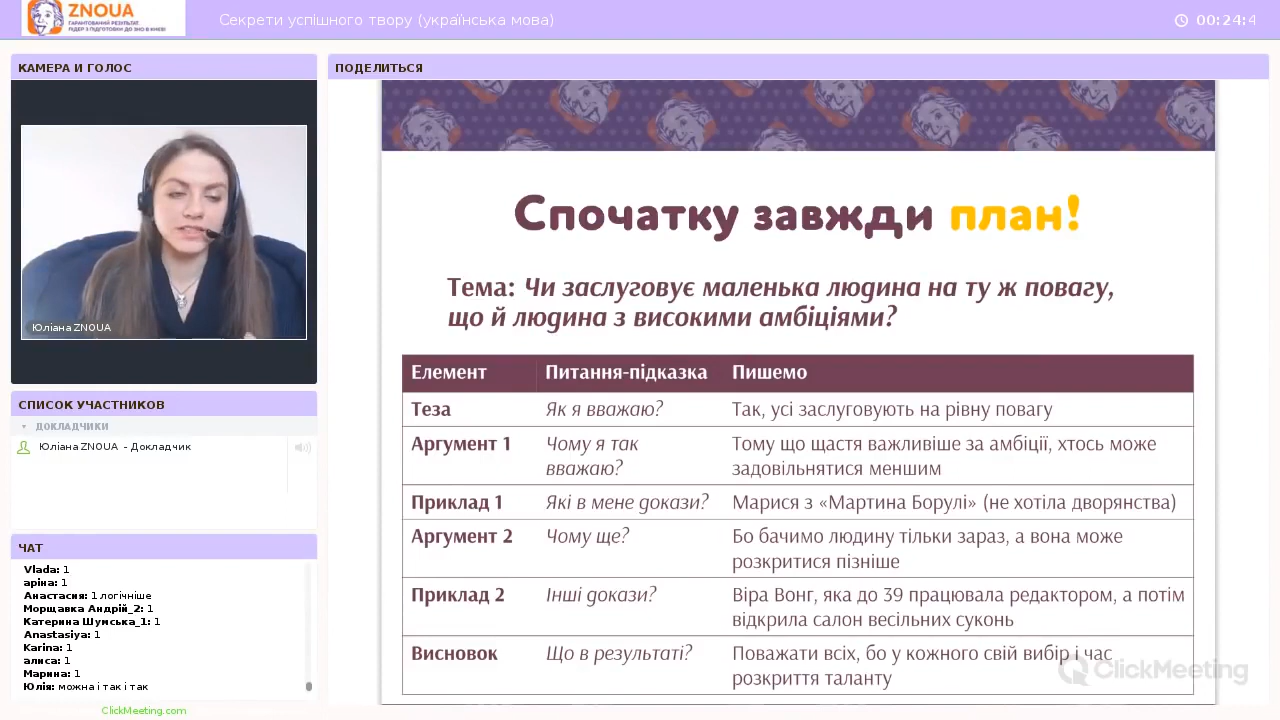 ZNOUA
ГАРАНТОВАНИЙ РЕЗУЛЬТАТ
ЛІДЕР З ПІДГОТОВКИ ДО ЗНО В КИЄВІ
Секрети успішного твору (українська мова)
00:24:4
КАМЕРА И ГОЛОС
Юліана ZNOUA
СПИСОК УЧАСТНИКОВ
ДОКЛАДЧИКИ
Юліана ZNOUA - Докладчик
ЧАТ
Vlada: 1
аріна: 1
Анастасия: 1 логічніше
Морщавка Андрій_2: 1
Катерина Шумська_1: 1
Anastasiya: 1
Karina: 1
алиса: 1
Марина: 1
Юлія: можна і так і так
ClickMeeting.com
ПОДЕЛИТЬСЯ
Спочатку завжди план!
Тема: Чи заслуговує маленька людина на ту ж повагу,
що й людина з високими амбіціями?
Елемент Питання-підказка Пишемо
Теза Як я вважаю? Так, усі заслуговують на рівну повагу
Аргумент 1 Чому я так Тому що щастя важливіше за амбіції, хтось може
вважаю? задовільнятися меншим
Приклад 1 Які в мене докази? Марися з «Мартина Борулі» (не хотіла дворянства)
Аргумент 2 Чому ще? Бо бачимо людину тільки зараз, а вона може
розкритися пізніше
Приклад 2 Інші докази? Віра Вонг, яка до 39 працювала редактором, а потім
відкрила салон весільних суконь
Висновок Що в результаті? Поважати всіх, бо у кожного свій вибір і час
розкриття таланту
ClickMeeting